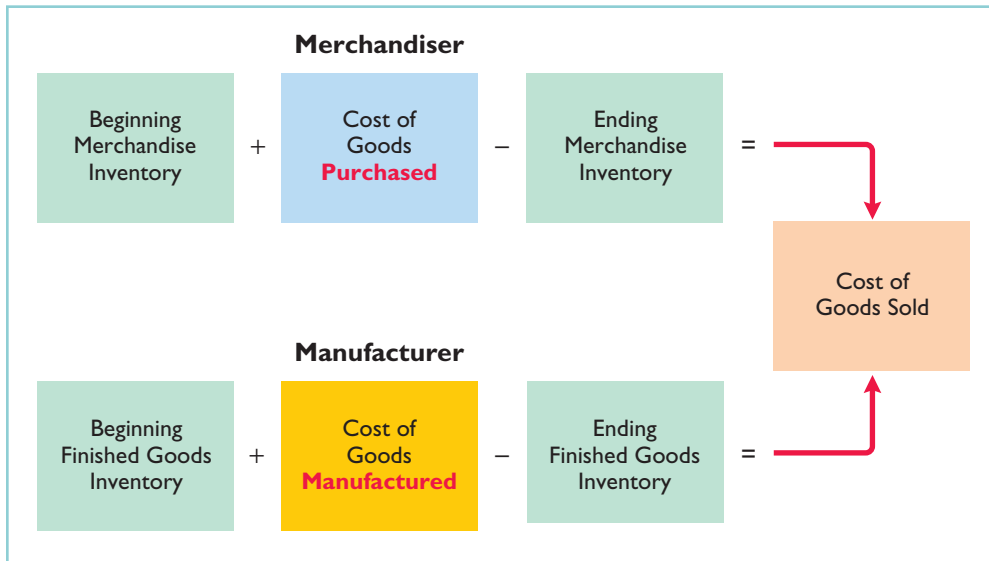 Merchandiser
Beginning
Merchandise
Inventory
+
Cost of
Goods
Purchased
–
Ending
Merchandise
Inventory
=
Cost of
Goods Sold
Manufacturer
Beginning
Finished Goods
Inventory
+
Cost of
Goods
Manufactured
–
Ending
Finished Goods
Inventory
=